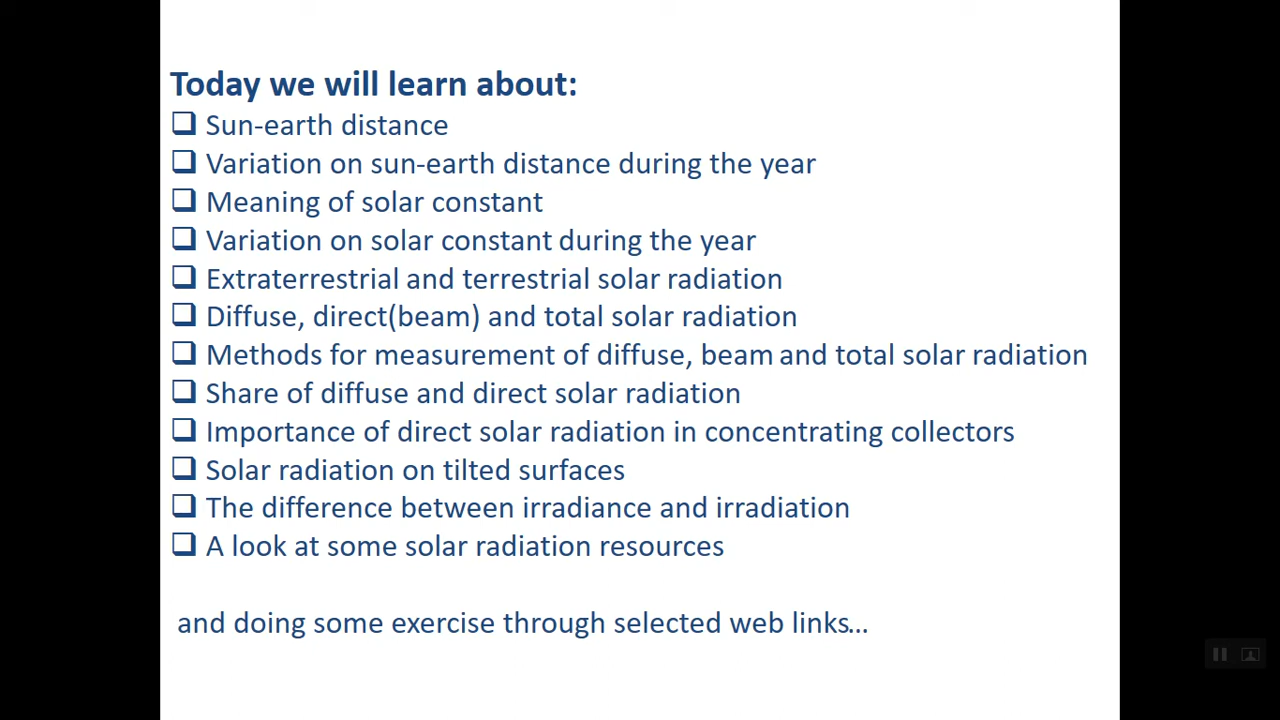 Today we will learn about:
❑ Sun-earth distance
❑ Variation on sun-earth distance during the year
❑ Meaning of solar constant
❑ Variation on solar constant during the year
❑ Extraterrestrial and terrestrial solar radiation
❑ Diffuse, direct(beam) and total solar radiation
❑ Methods for measurement of diffuse, beam and total solar radiation
❑ Share of diffuse and direct solar radiation
❑ Importance of direct solar radiation in concentrating collectors
❑ Solar radiation on tilted surfaces
❑ The difference between irradiance and irradiation
❑ A look at some solar radiation resources
and doing some exercise through selected web links…